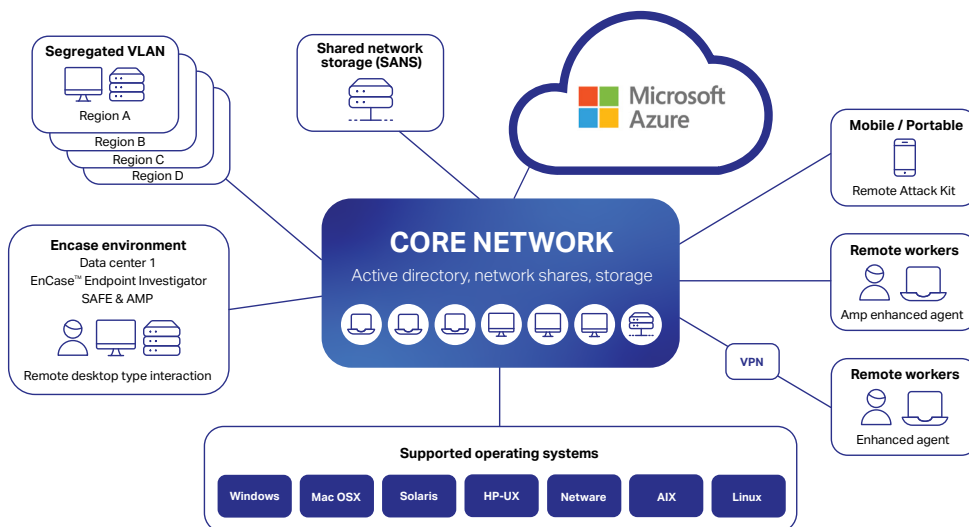 Segregated VLAN
Region A
Region B
Region C
Region D
Shared network
storage (SANS)
Microsoft
Azure
Mobile / Portable
Remote Attack Kit
Encase environment
Data center 1
EnCase™ Endpoint Investigator
SAFE & AMP
Remote desktop type interaction
CORE NETWORK
Active directory, network shares, storage
Remote workers
Amp enhanced agent
VPN
Remote workers
Enhanced agent
Supported operating systems
Windows
Mac OSX
Solaris
HP-UX
Netware
AIX
Linux